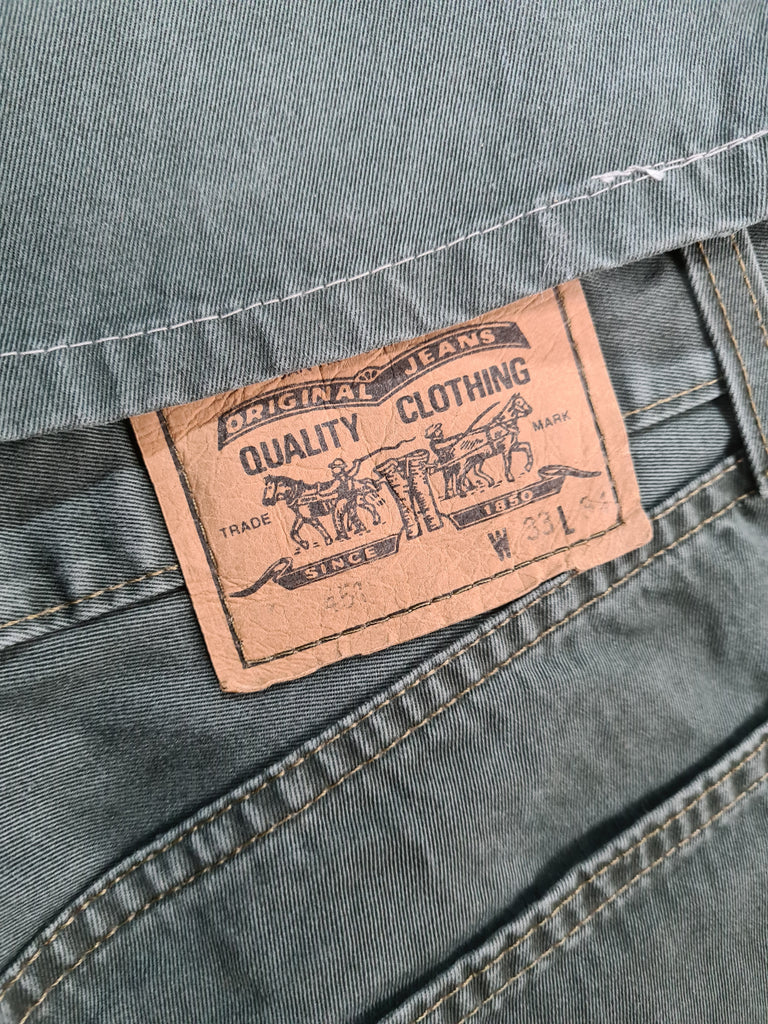 ORIGINAL JEANS
QUALITY CLOTHING
TRADE MARK
SINCE 1850
W 33 L 34